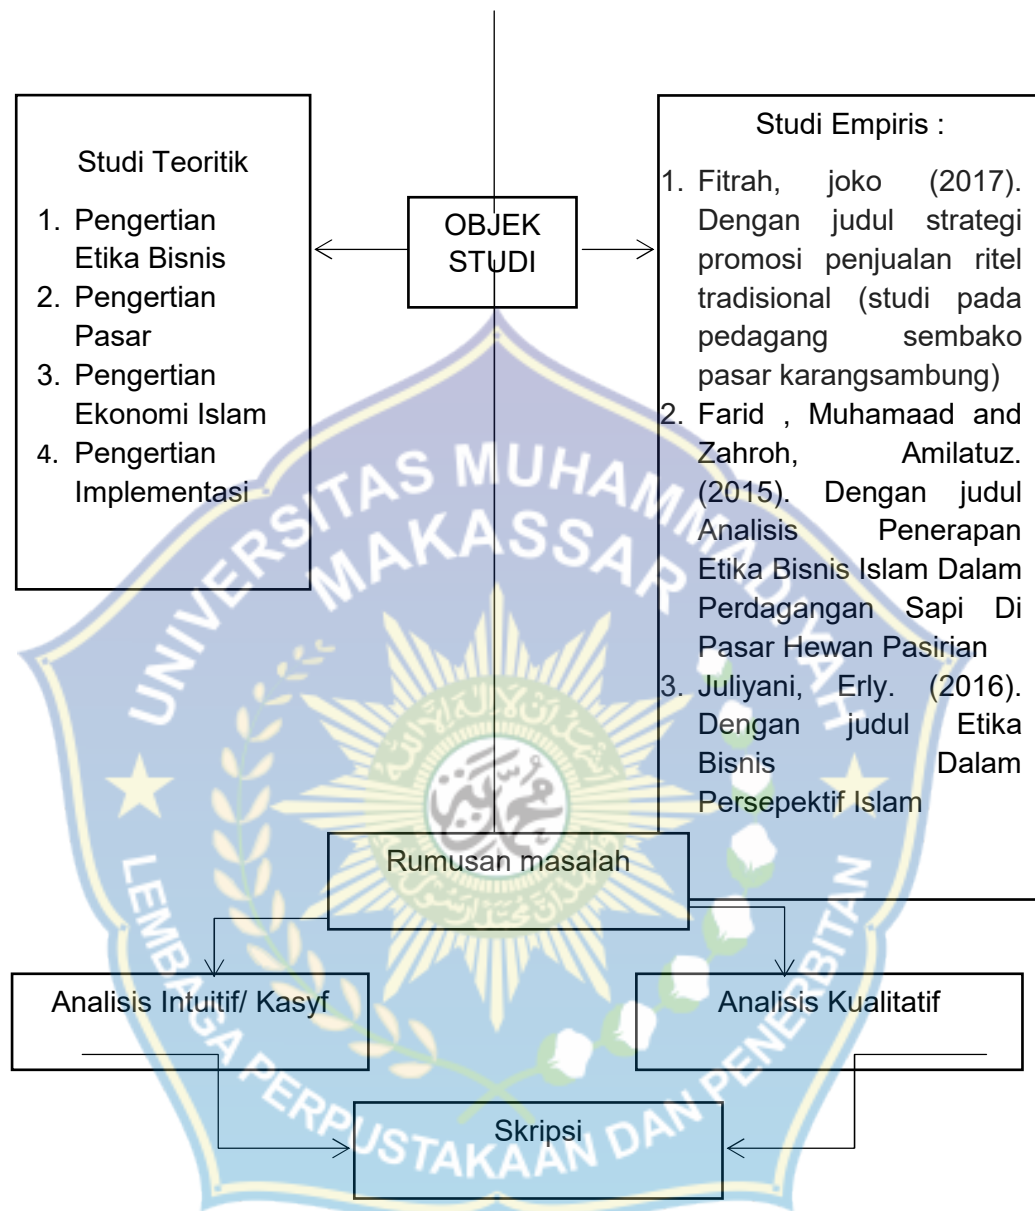 Studi Teoritik
1. Pengertian
Etika Bisnis
2. Pengertian
Pasar
3. Pengertian
Ekonomi Islam
4. Pengertian
Implementasi
OBJEK
STUDI
Studi Empiris :
1. Fitrah, joko (2017).
Dengan judul strategi
promosi penjualan ritel
tradisional (studi pada
pedagang sembako
pasar karangsambung)
2. Farid , Muhamaad and
Zahroh, Amilatuz.
(2015). Dengan judul
Analisis Penerapan
Etika Bisnis Islam Dalam
Perdagangan Sapi Di
Pasar Hewan Pasirian
3. Juliyani, Erly. (2016).
Dengan judul Etika
Bisnis Dalam
Persepektif Islam
Rumusan masalah
Analisis Intuitif/ Kasyf
Analisis Kualitatif
Skripsi
UNIVERSITAS MUHAMMADIYAH
MAKASSAR
LEMBAGA PERPUSTAKAAN DAN PENERBITAN